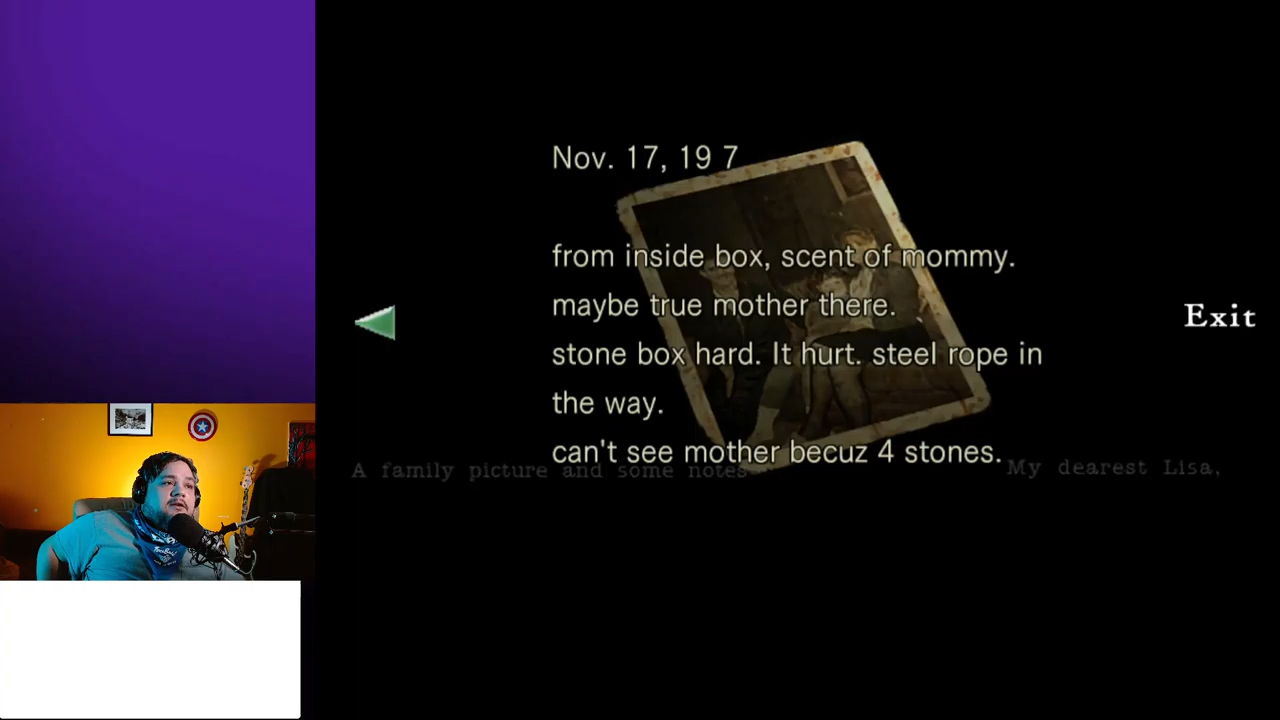 Nov. 17, 19 7
from inside box, scent of mommy.
maybe true mother there.
stone box hard. It hurt. steel rope in
the way.
can't see mother becuz 4 stones.
A family picture and some notes
My dearest Lisa,
Exit